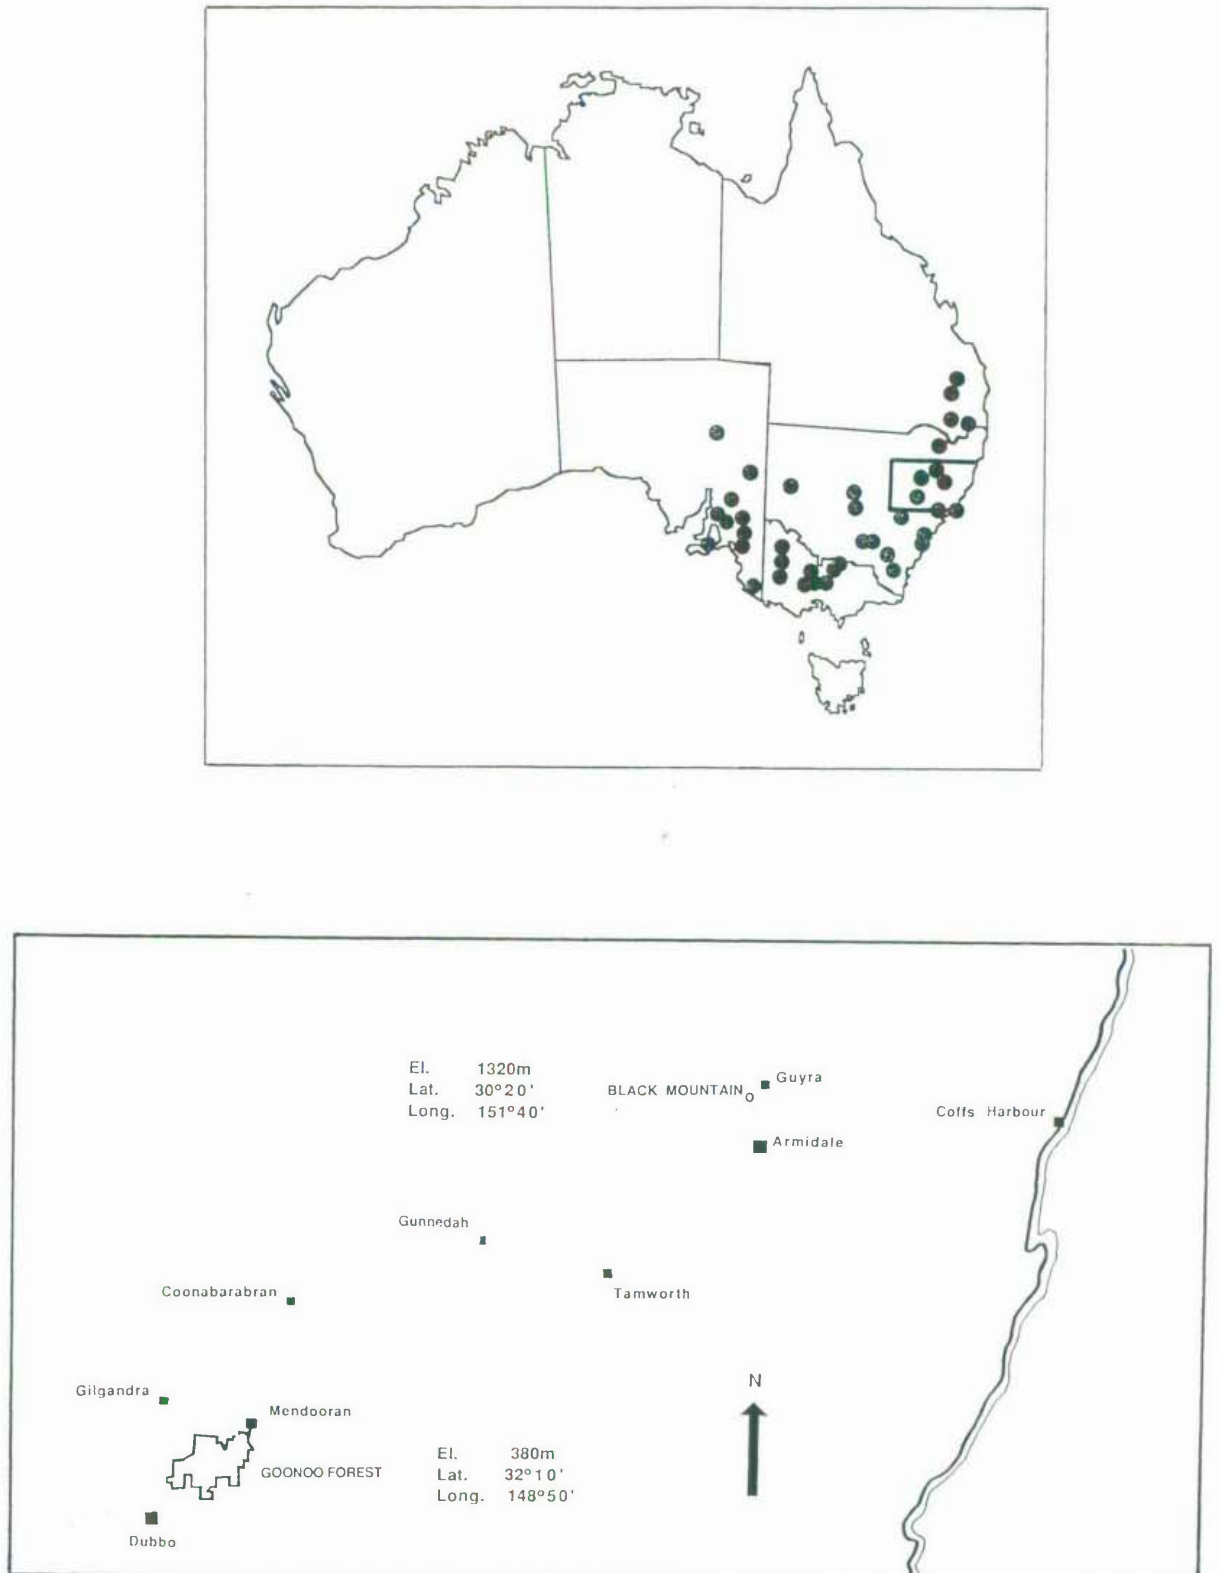 El. 1320m
Lat. 30°20'
Long. 151°40'
BLACK MOUNTAIN
Guyra
Coffs Harbour
Armidale
Gunnedah
Tamworth
Coonabarabran
Gilgandra
Mendooran
N
El. 380m
Lat. 32°10'
Long. 148°50'
GOONOO FOREST
Dubbo